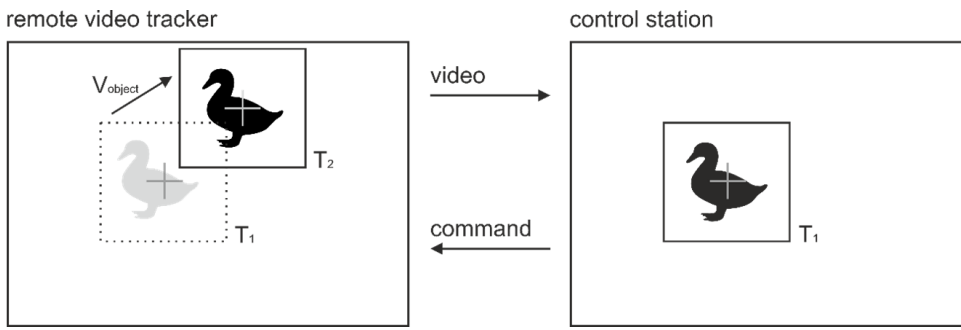 remote video tracker
control station
Vobject
video
T2
T1
command
T1